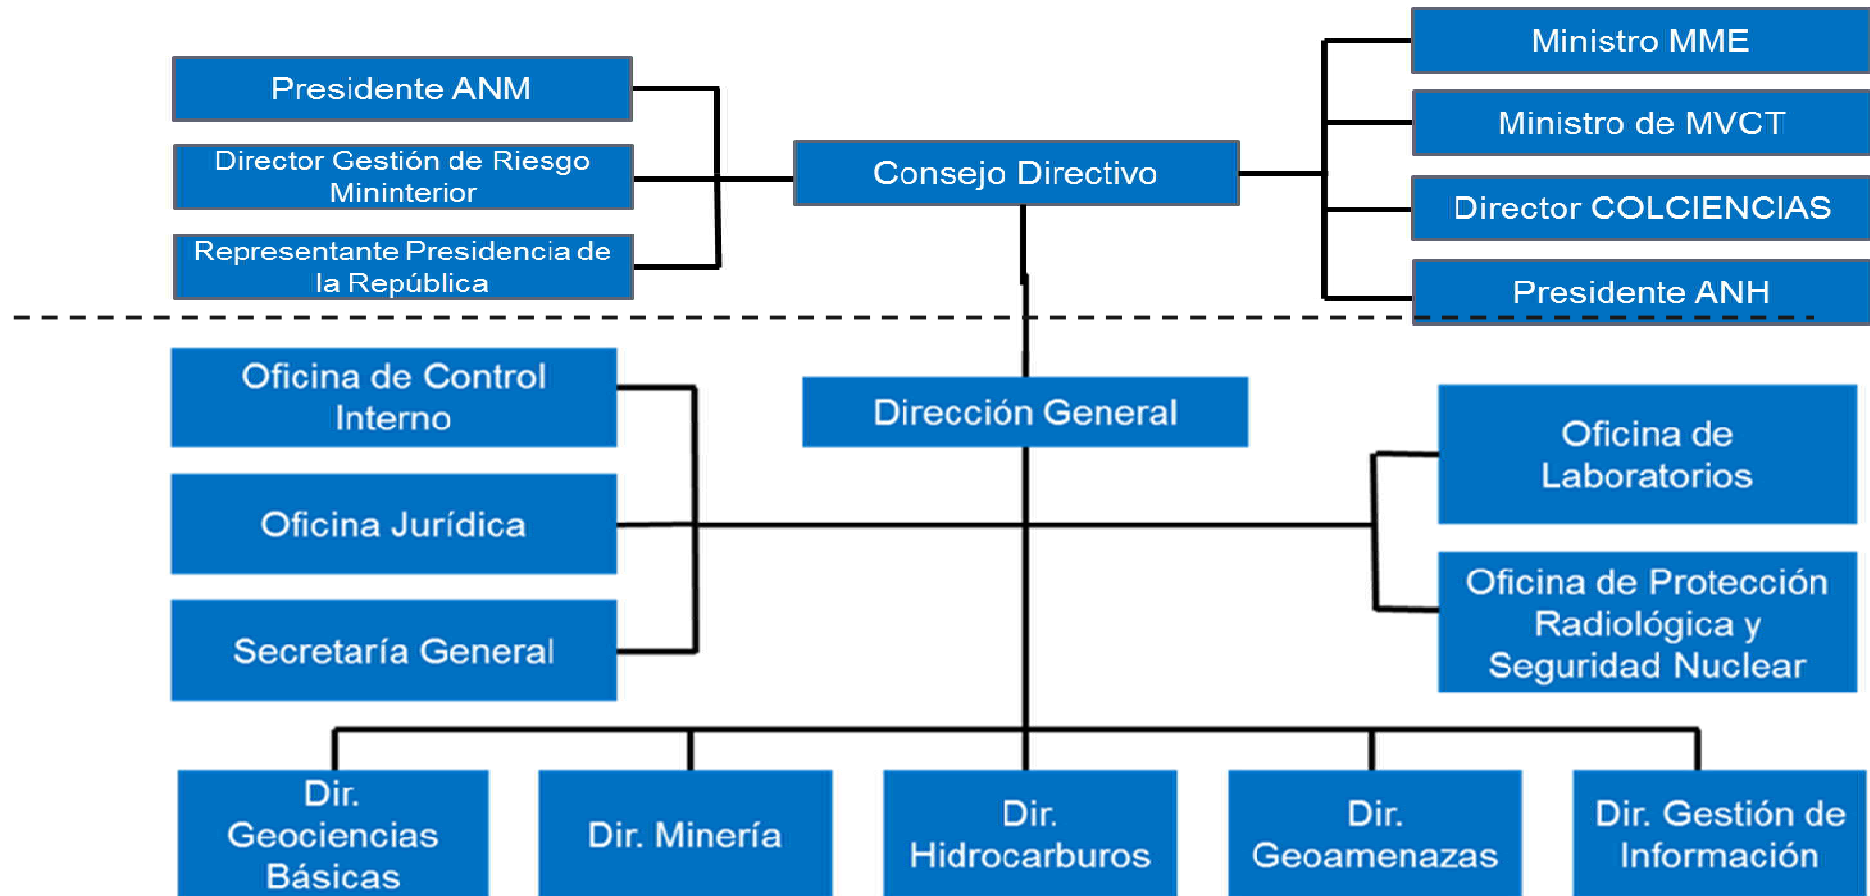 Presidente ANM
Director Gestión de Riesgo
Mininterior
Representante Presidencia de
la República
Consejo Directivo
Ministro MME
Ministro de MVCT
Director COLCIENCIAS
Presidente ANH
Oficina de Control
Interno
Oficina Jurídica
Secretaría General
Dirección General
Oficina de
Laboratorios
Oficina de Protección
Radiológica y
Seguridad Nuclear
Dir.
Geociencias
Básicas
Dir. Minería
Dir.
Hidrocarburos
Dir.
Geoamenazas
Dir. Gestión de
Información